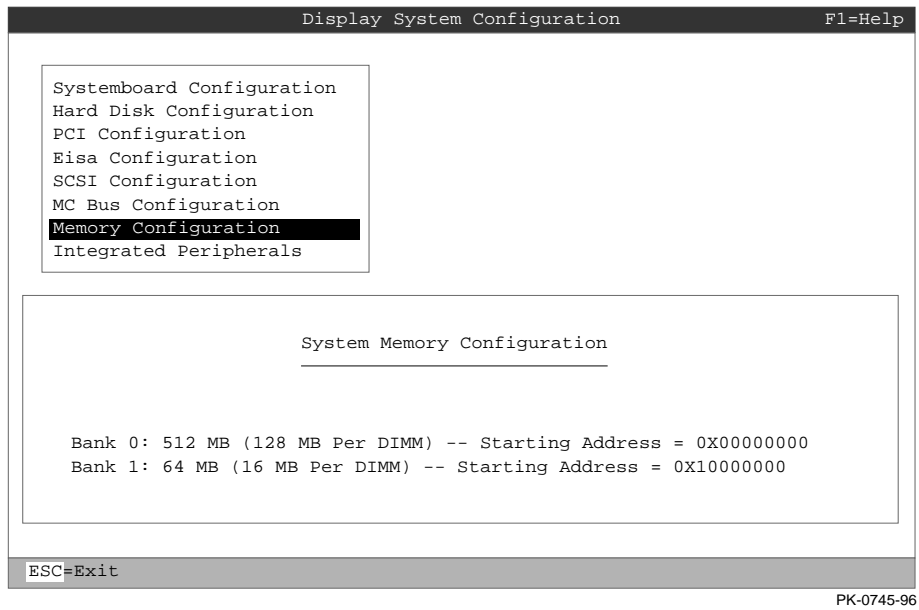 Display System Configuration F1=Help
Systemboard Configuration
Hard Disk Configuration
PCI Configuration
Eisa Configuration
SCSI Configuration
MC Bus Configuration
Memory Configuration
Integrated Peripherals
System Memory Configuration
Bank 0: 512 MB (128 MB Per DIMM) -- Starting Address = 0X00000000
Bank 1: 64 MB (16 MB Per DIMM) -- Starting Address = 0X10000000
ESC=Exit
PK-0745-96